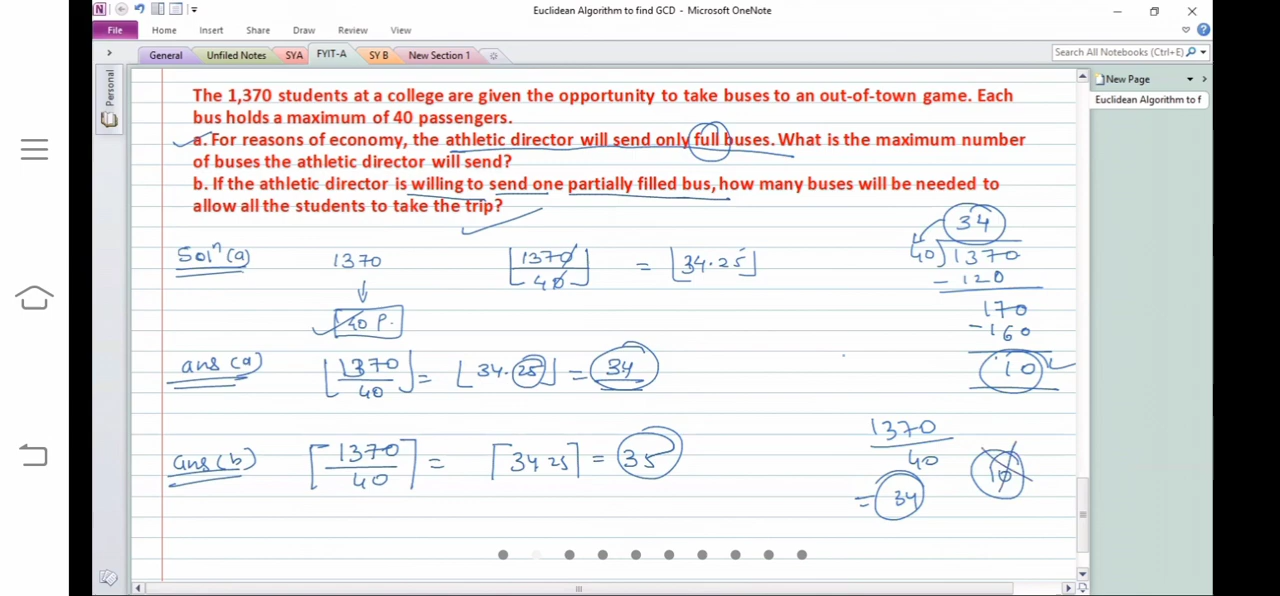 Euclidean Algorithm to find GCD - Microsoft OneNote
File Home Insert Share Draw Review View
General Unfiled Notes SYA FYIT-A SY B New Section 1
Search All Notebooks (Ctrl+E)
Personal
New Page
Euclidean Algorithm to f
The 1,370 students at a college are given the opportunity to take buses to an out-of-town game. Each
bus holds a maximum of 40 passengers.
a. For reasons of economy, the athletic director will send only full buses. What is the maximum number
of buses the athletic director will send?
b. If the athletic director is willing to send one partially filled bus, how many buses will be needed to
allow all the students to take the trip?
Solⁿ (a)
1370
↓
40 P.
⌊1370/40⌋ = ⌊34.25⌋
34
40)1370
-120
170
-160
10
ans (a) ⌊1370/40⌋ = ⌊34.25⌋ = 34
ans (b) ⌈1370/40⌉ = ⌈34.25⌉ = 35
1370
40
= 34
10